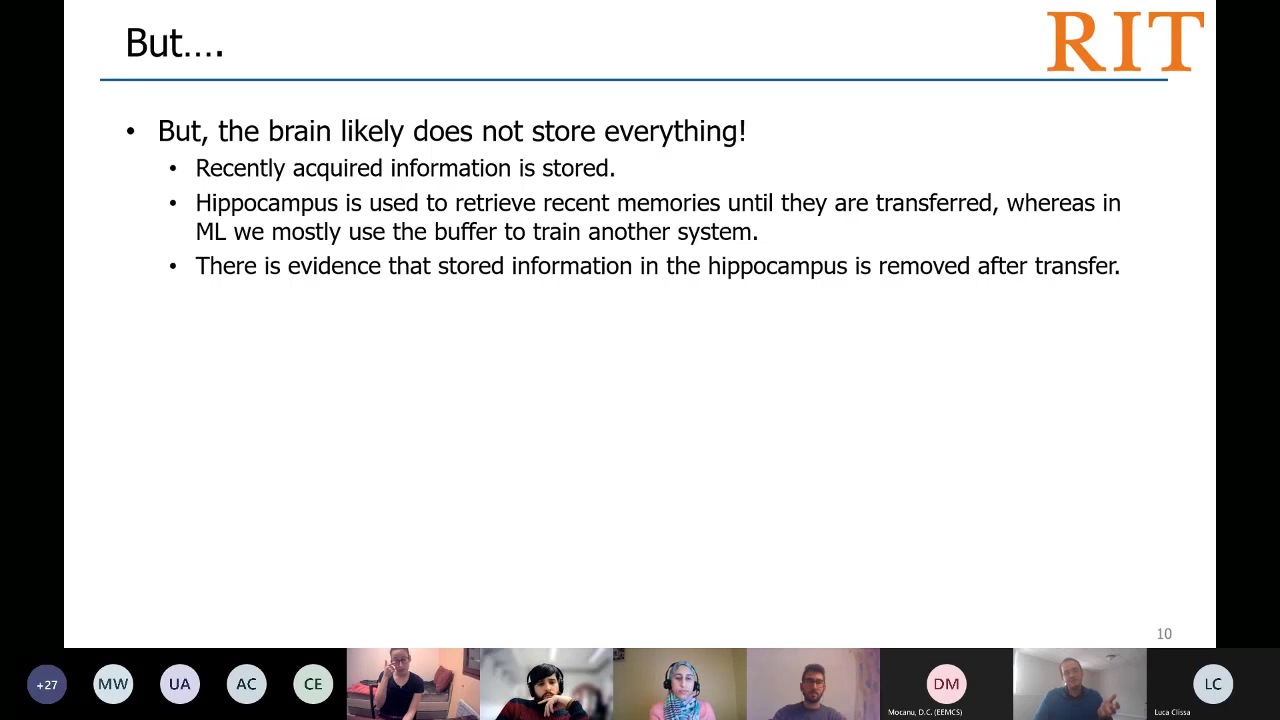 But....
RIT
• But, the brain likely does not store everything!
• Recently acquired information is stored.
• Hippocampus is used to retrieve recent memories until they are transferred, whereas in
ML we mostly use the buffer to train another system.
• There is evidence that stored information in the hippocampus is removed after transfer.
10
+27
MW
UA
AC
CE
DM
Mocanu, D.C. (EEMCS)
LC
Luca Clissa